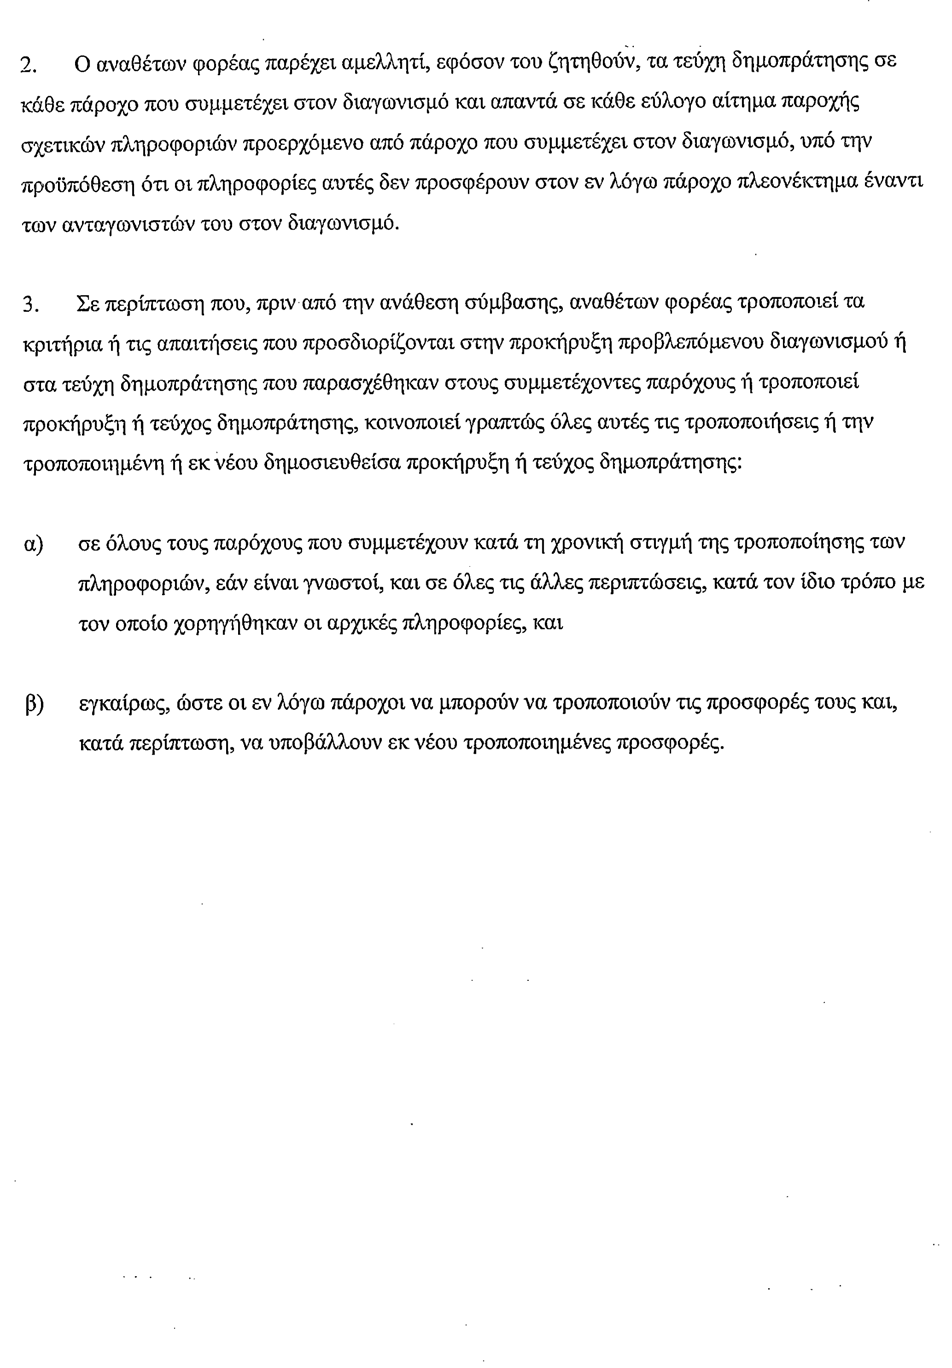 2. Ο αναθέτων φορέας παρέχει αμελλητί, εφόσον του ζητηθούν, τα τεύχη δημοπράτησης σε
κάθε πάροχο που συμμετέχει στον διαγωνισμό και απαντά σε κάθε εύλογο αίτημα παροχής
σχετικών πληροφοριών προερχόμενο από πάροχο που συμμετέχει στον διαγωνισμό, υπό την
προϋπόθεση ότι οι πληροφορίες αυτές δεν προσφέρουν στον εν λόγω πάροχο πλεονέκτημα έναντι
των ανταγωνιστών του στον διαγωνισμό.
3. Σε περίπτωση που, πριν από την ανάθεση σύμβασης, αναθέτων φορέας τροποποιεί τα
κριτήρια ή τις απαιτήσεις που προσδιορίζονται στην προκήρυξη προβλεπόμενου διαγωνισμού ή
στα τεύχη δημοπράτησης που παρασχέθηκαν στους συμμετέχοντες παρόχους ή τροποποιεί
προκήρυξη ή τεύχος δημοπράτησης, κοινοποιεί γραπτώς όλες αυτές τις τροποποιήσεις ή την
τροποποιημένη ή εκ νέου δημοσιευθείσα προκήρυξη ή τεύχος δημοπράτησης:
α) σε όλους τους παρόχους που συμμετέχουν κατά τη χρονική στιγμή της τροποποίησης των
πληροφοριών, εάν είναι γνωστοί, και σε όλες τις άλλες περιπτώσεις, κατά τον ίδιο τρόπο με
τον οποίο χορηγήθηκαν οι αρχικές πληροφορίες, και
β) εγκαίρως, ώστε οι εν λόγω πάροχοι να μπορούν να τροποποιούν τις προσφορές τους και,
κατά περίπτωση, να υποβάλλουν εκ νέου τροποποιημένες προσφορές.